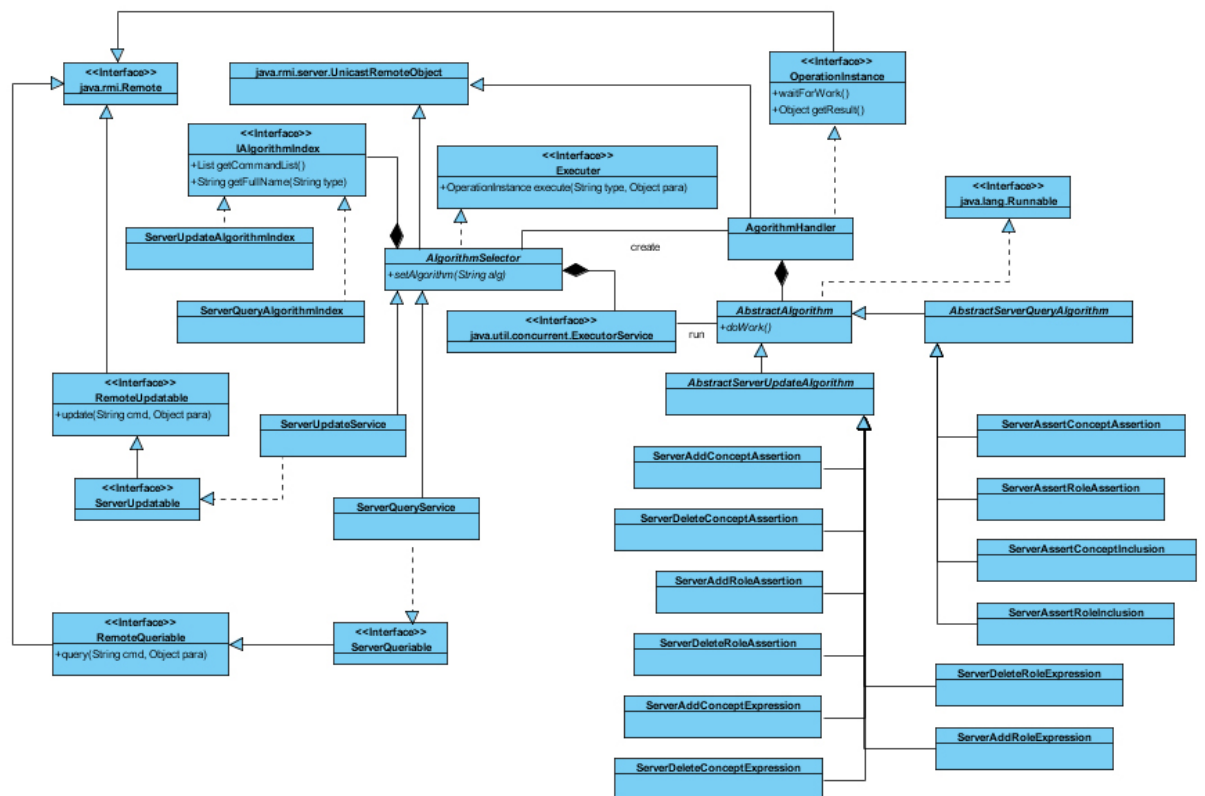 <<Interface>>
java.rmi.Remote
java.rmi.server.UnicastRemoteObject
<<Interface>>
OperationInstance
+waitForWork()
+Object getResult()
<<Interface>>
IAlgorithmIndex
+List getCommandList()
+String getFullName(String type)
<<Interface>>
Executer
+OperationInstance execute(String type, Object para)
<<Interface>>
java.lang.Runnable
ServerUpdateAlgorithmIndex
AlgorithmSelector
+setAlgorithm(String alg)
create
AgorithmHandler
ServerQueryAlgorithmIndex
<<Interface>>
java.util.concurrent.ExecutorService
run
AbstractAlgorithm
+doWork()
AbstractServerQueryAlgorithm
<<Interface>>
RemoteUpdatable
+update(String cmd, Object para)
AbstractServerUpdateAlgorithm
ServerUpdateService
ServerAssertConceptAssertion
ServerAddConceptAssertion
<<Interface>>
ServerUpdatable
ServerAssertRoleAssertion
ServerQueryService
ServerDeleteConceptAssertion
ServerAssertConceptInclusion
ServerAddRoleAssertion
ServerAssertRoleInclusion
<<Interface>>
RemoteQueriable
+query(String cmd, Object para)
<<Interface>>
ServerQueriable
ServerDeleteRoleAssertion
ServerDeleteRoleExpression
ServerAddConceptExpression
ServerAddRoleExpression
ServerDeleteConceptExpression